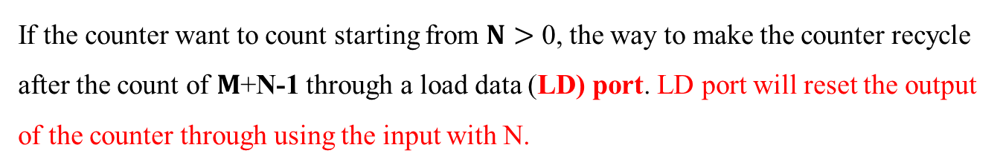 If the counter want to count starting from N > 0, the way to make the counter recycle
after the count of M+N-1 through a load data (LD) port. LD port will reset the output
of the counter through using the input with N.